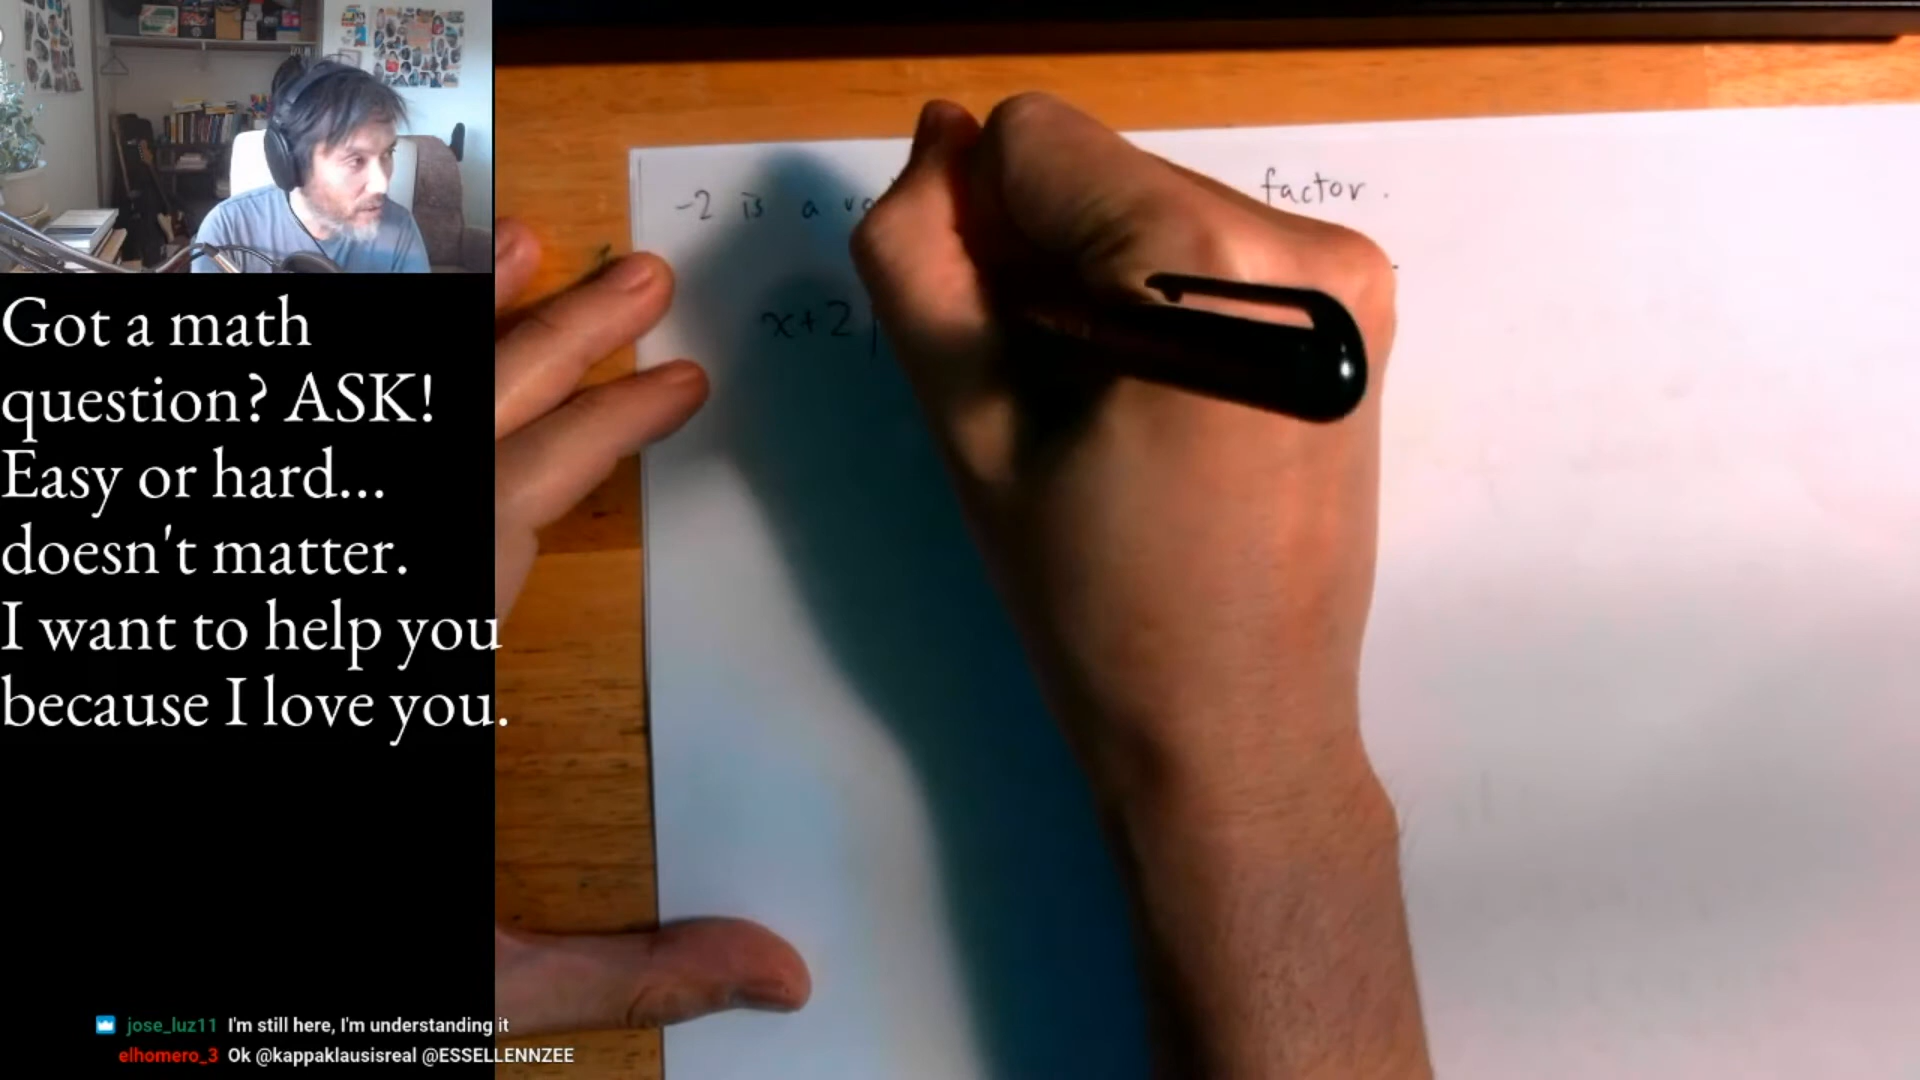 Got a math
question? ASK!
Easy or hard...
doesn't matter.
I want to help you
because I love you.
jose_luz11 I'm still here, I'm understanding it
elhomero_3 Ok @kappaklausisreal @ESSELLENNZEE
-2 is a factor.
x+2